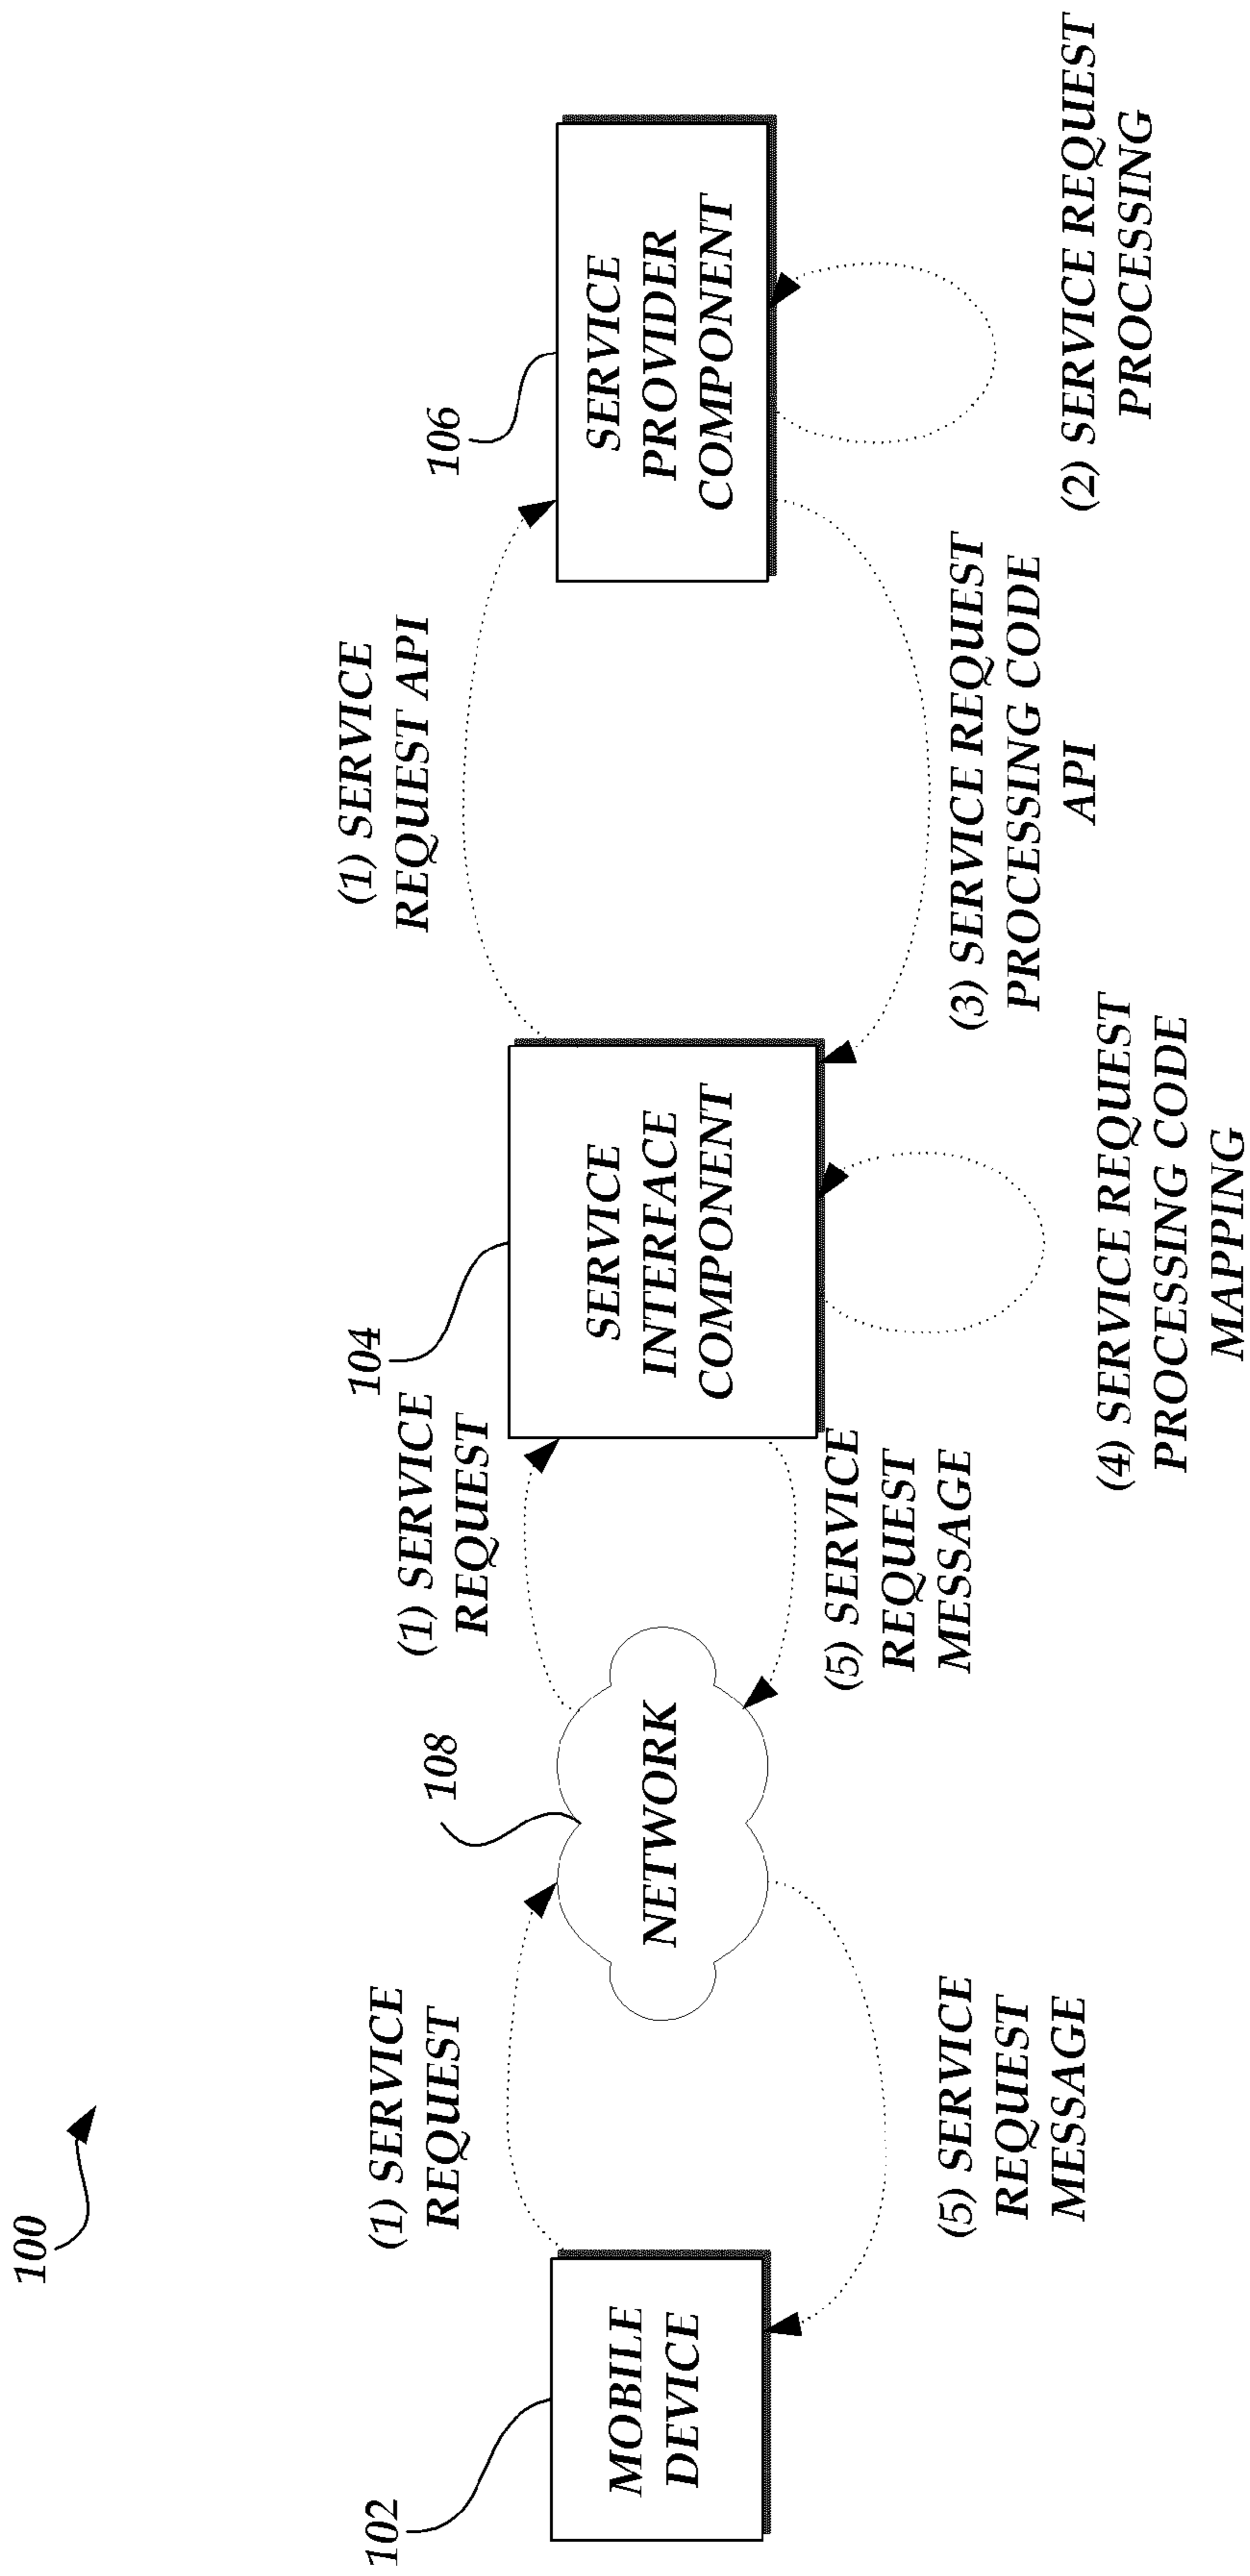 100
102
MOBILE
DEVICE
(1) SERVICE
REQUEST
(5) SERVICE
REQUEST
MESSAGE
108
NETWORK
(1) SERVICE
REQUEST
(5) SERVICE
REQUEST
MESSAGE
104
SERVICE
INTERFACE
COMPONENT
(4) SERVICE REQUEST
PROCESSING CODE
MAPPING
(1) SERVICE
REQUEST API
(3) SERVICE REQUEST
PROCESSING CODE
API
106
SERVICE
PROVIDER
COMPONENT
(2) SERVICE REQUEST
PROCESSING